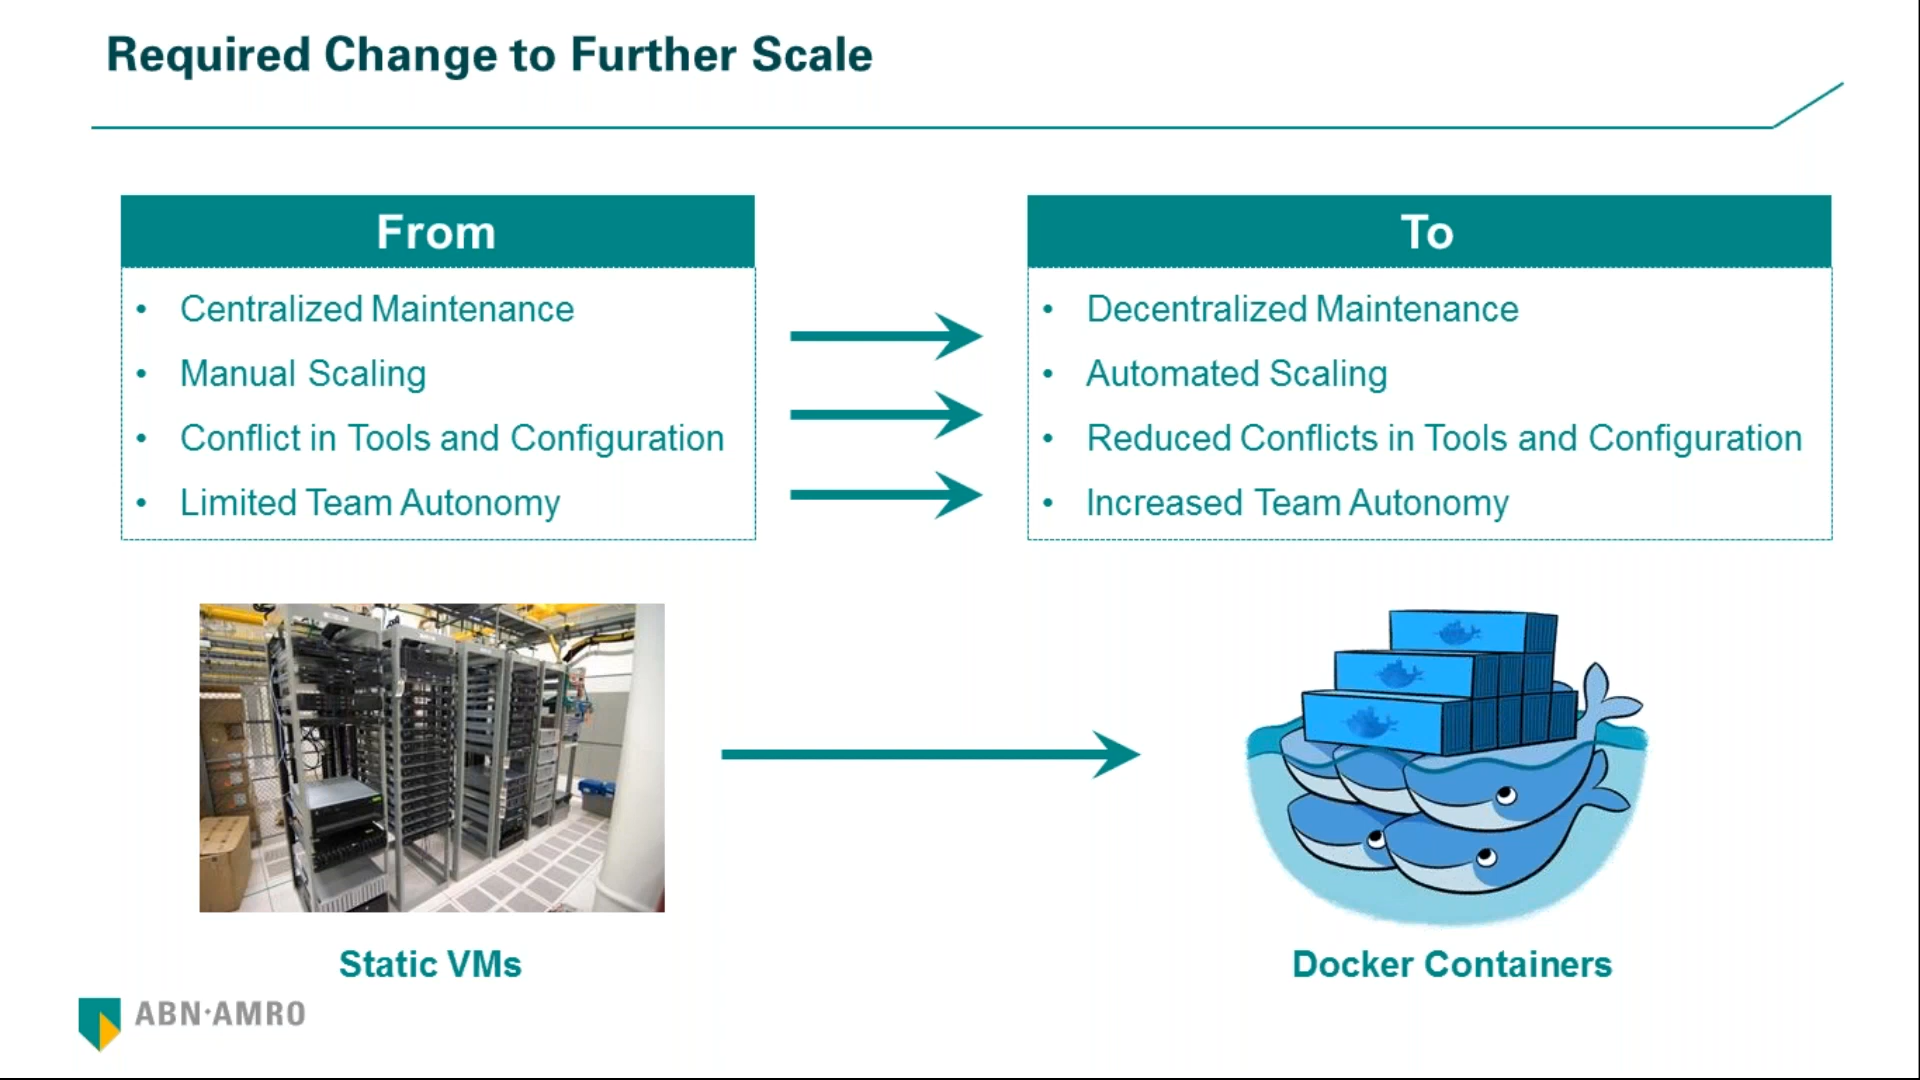 Required Change to Further Scale
From
• Centralized Maintenance
• Manual Scaling
• Conflict in Tools and Configuration
• Limited Team Autonomy
To
• Decentralized Maintenance
• Automated Scaling
• Reduced Conflicts in Tools and Configuration
• Increased Team Autonomy
Static VMs
Docker Containers
ABN·AMRO